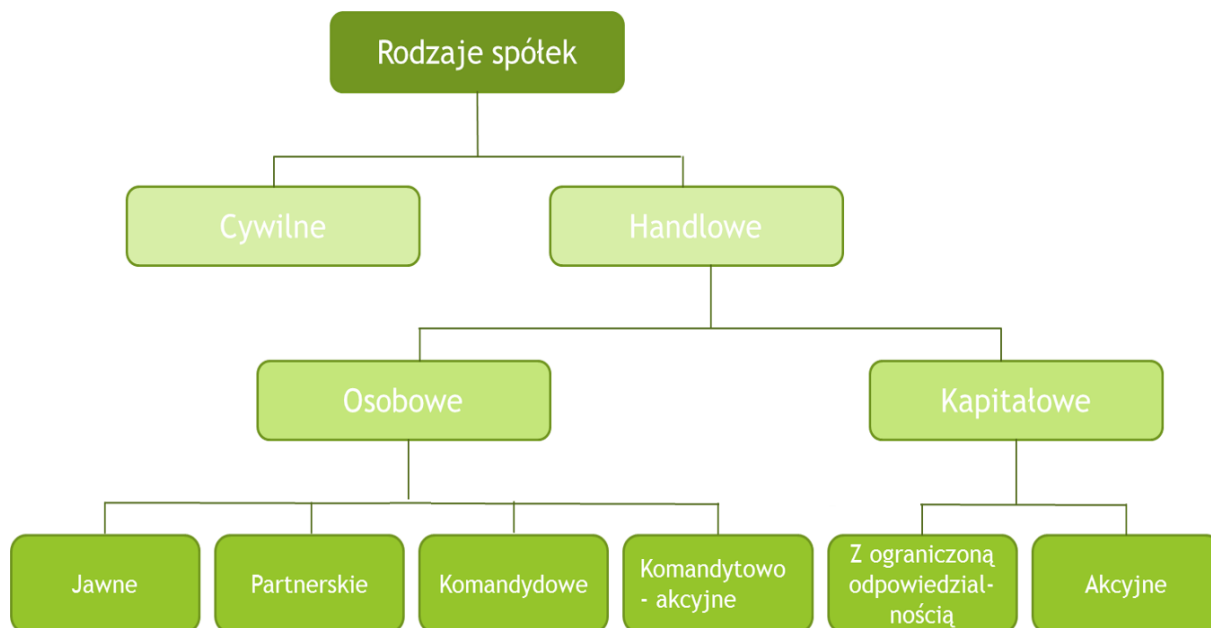 Rodzaje spółek
Cywilne
Handlowe
Osobowe
Kapitałowe
Jawne
Partnerskie
Komandydowe
Komandytowo
- akcyjne
Z ograniczoną
odpowiedzial-
nością
Akcyjne